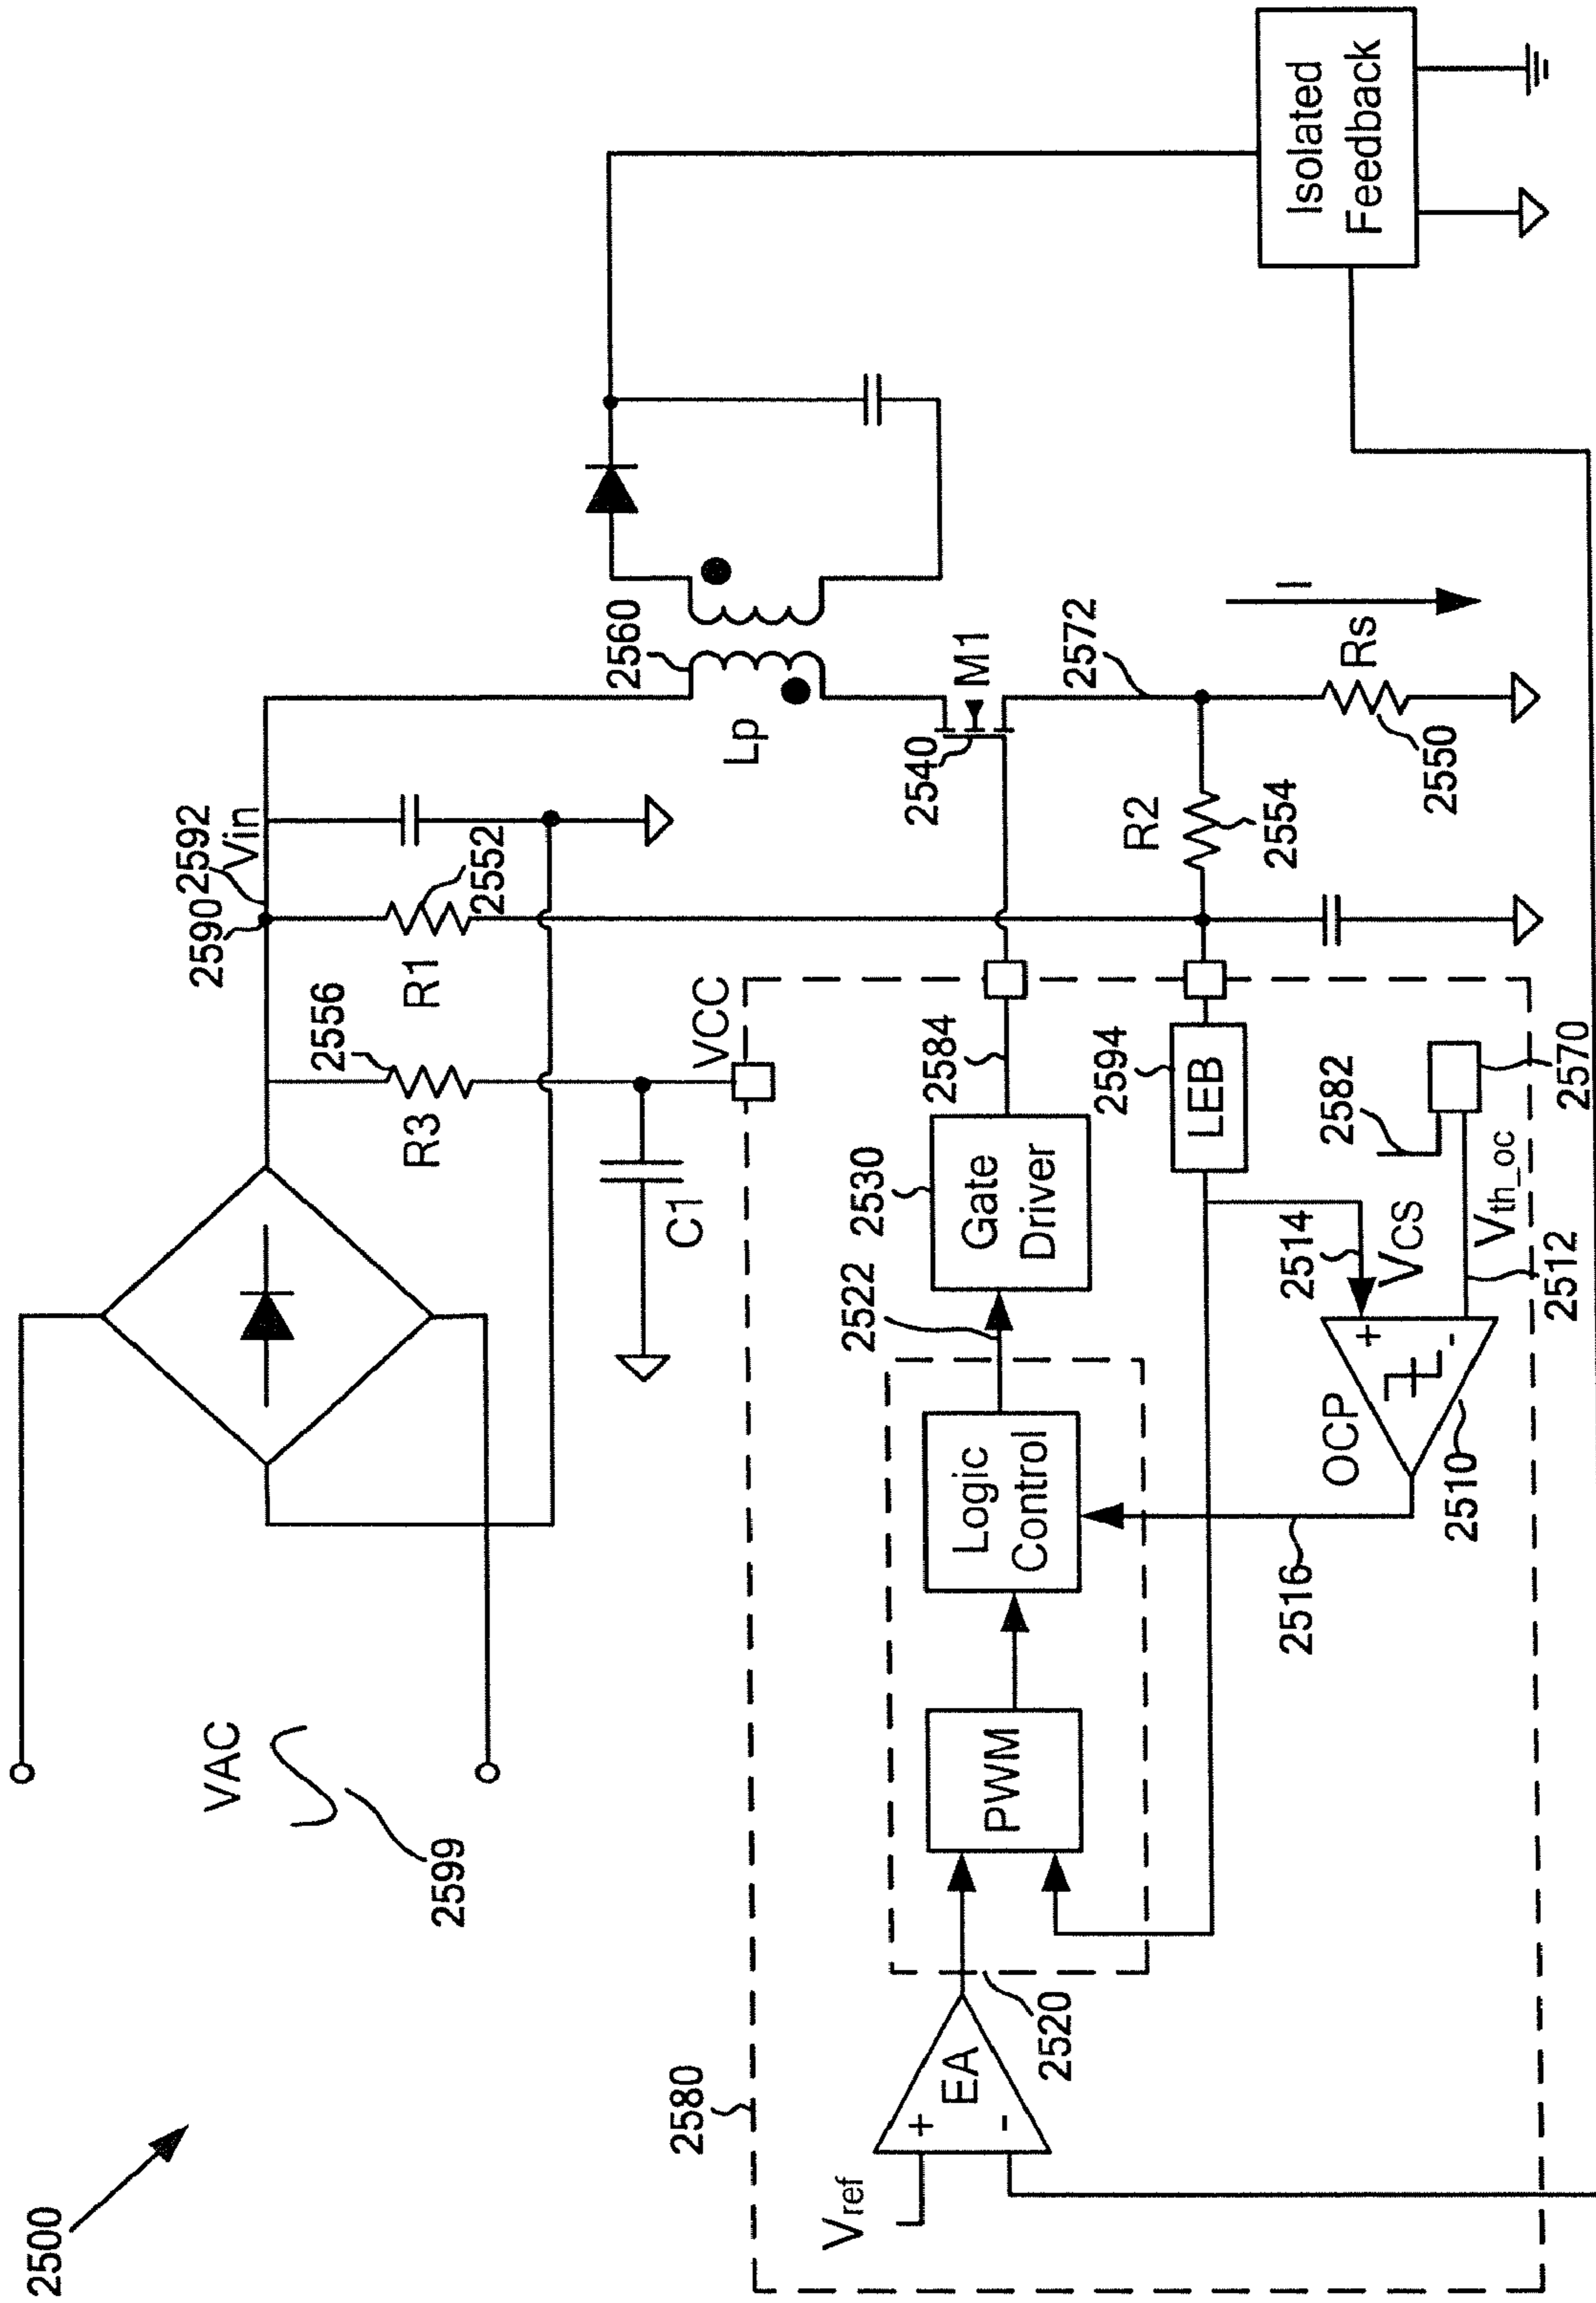 2500
VAC
2599
2590
2592
Vin
2556
R3
R1
2552
C1
VCC
2560
Lp
2540
M1
2572
R2
2554
Rs
I
2550
Isolated
Feedback
2580
Vref
+
-
EA
2520
PWM
Logic
Control
2522
2530
Gate
Driver
2584
2594
LEB
2516
OCP
2510
+
-
2514
VCS
2582
Vth_oc
2512
2570